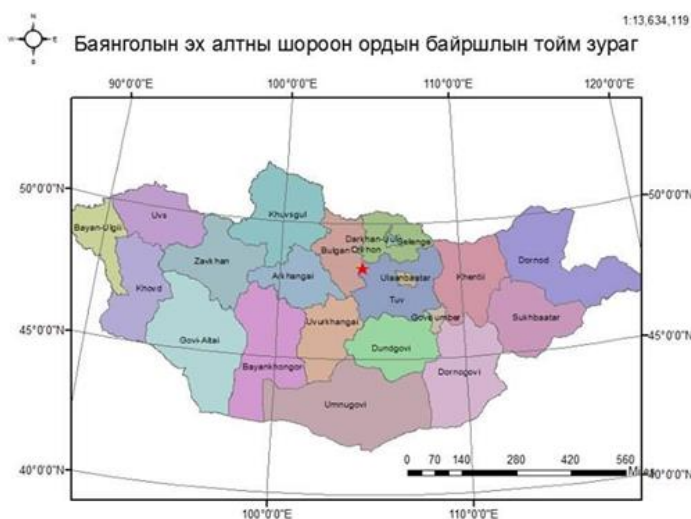 N
W E
S
1:13,634,119
Баянголын эх алтны шороон ордын байршлын тойм зураг
90°0'0"E 100°0'0"E 110°0'0"E 120°0'0"E
50°0'0"N 50°0'0"N
Bayan-Ulgii
Uvs
Khuvsgul
Darkhan-Uul
Selenge
Bulgan
Orkhon
Dornod
Zavkhan
Arkhangai
Ulaanbaatar
Khentii
Khovd
Tuv
Uvurkhangai
Sukhbaatar
Govi-Altai
Dundgovi
Bayankhongor
Dornogovi
Umnugovi
45°0'0"N 45°0'0"N
0 70 140 280 420 560
Miles
40°0'0"N 40°0'0"N
100°0'0"E 110°0'0"E